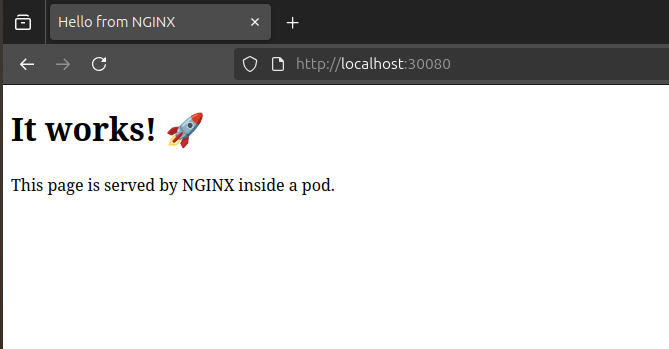 Hello from NGINX
http://localhost:30080
It works! 🚀
This page is served by NGINX inside a pod.